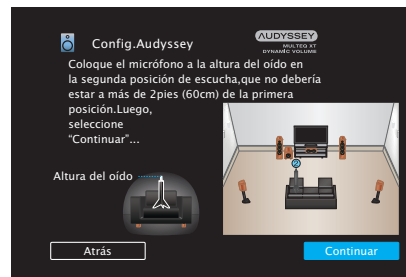 Config.Audyssey
AUDYSSEY
MULTEQ XT
DYNAMIC VOLUME
Coloque el micrófono a la altura del oído en
la segunda posición de escucha,que no debería
estar a más de 2pies (60cm) de la primera
posición.Luego,
seleccione
"Continuar"...
Altura del oído
Atrás
Continuar